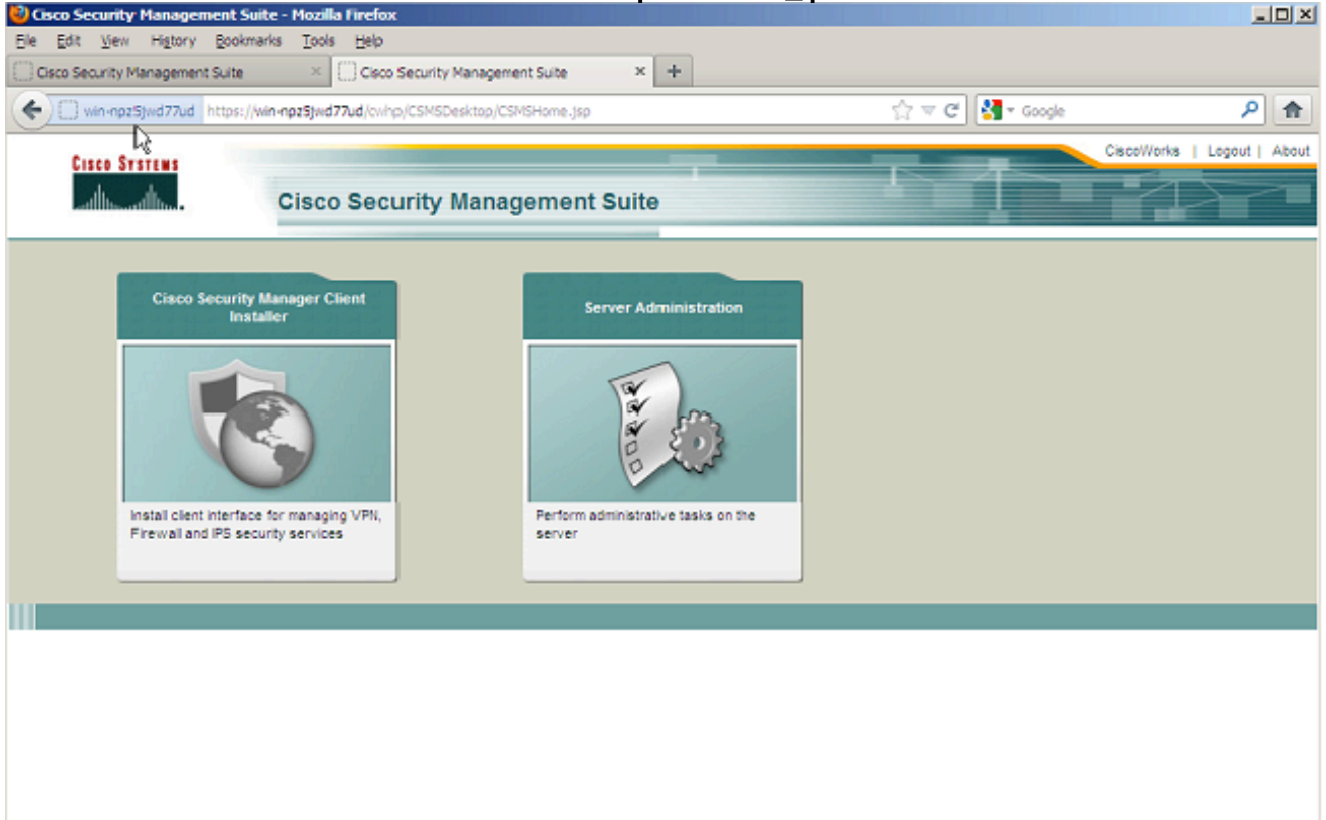 Cisco Security Management Suite - Mozilla Firefox
File Edit View History Bookmarks Tools Help
Cisco Security Management Suite × Cisco Security Management Suite × +
win-npz5jwd77ud https://win-npz5jwd77ud/cwhp/CSMSDesktop/CSMSHome.jsp Google
CiscoWorks | Logout | About
CISCO SYSTEMS
Cisco Security Management Suite
Cisco Security Manager Client
Installer
Server Administration
Install client interface for managing VPN,
Firewall and IPS security services
Perform administrative tasks on the
server